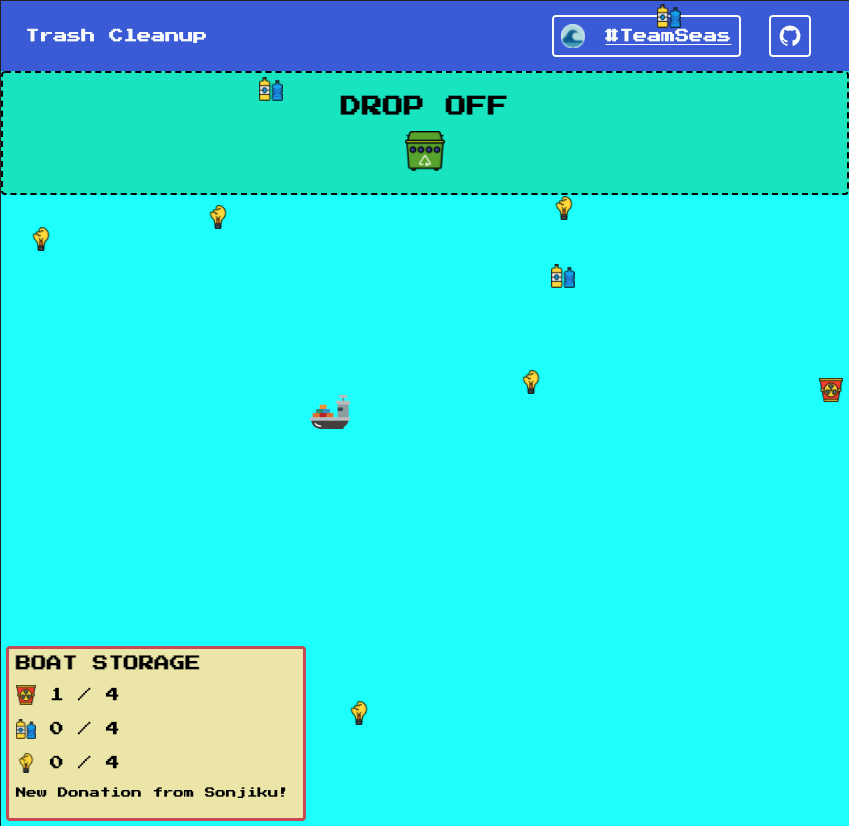 Trash Cleanup
#TeamSeas
DROP OFF
BOAT STORAGE
1 / 4
0 / 4
0 / 4
New Donation from Sonjiku!